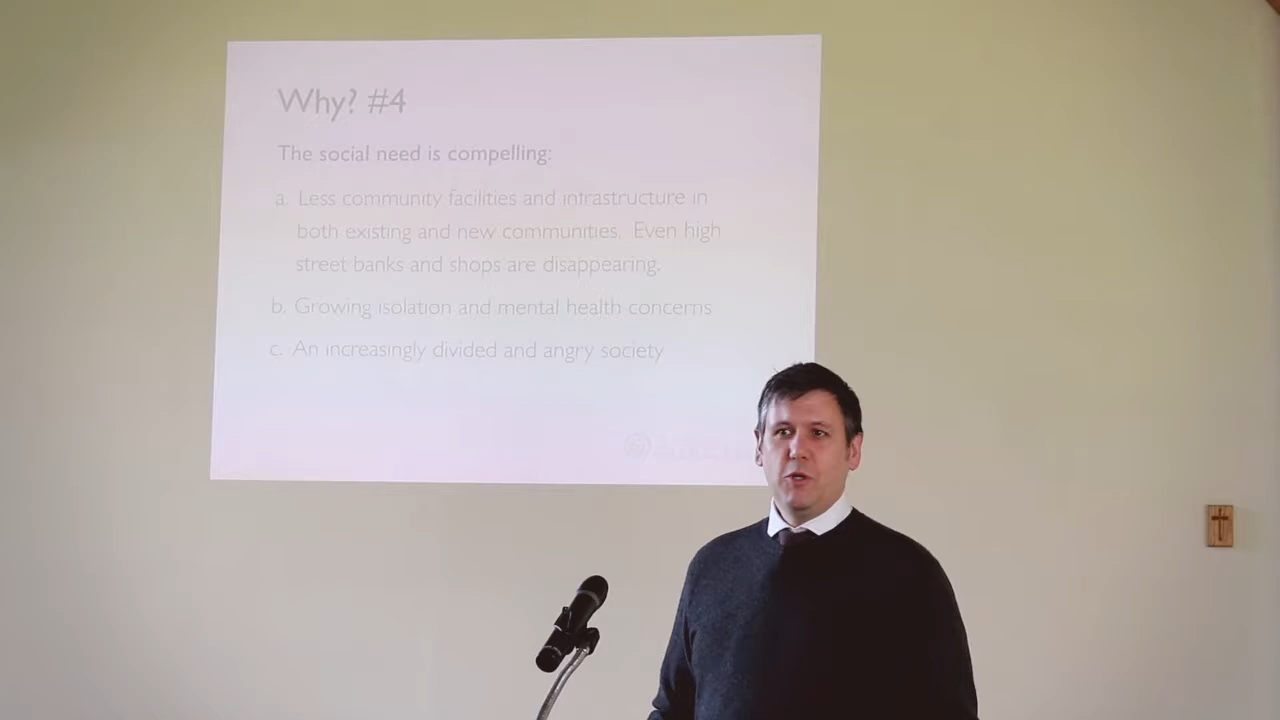 Why? #4
The social need is compelling:
a. Less community facilities and infrastructure in
both existing and new communities. Even high
street banks and shops are disappearing.
b. Growing isolation and mental health concerns
c. An increasingly divided and angry society